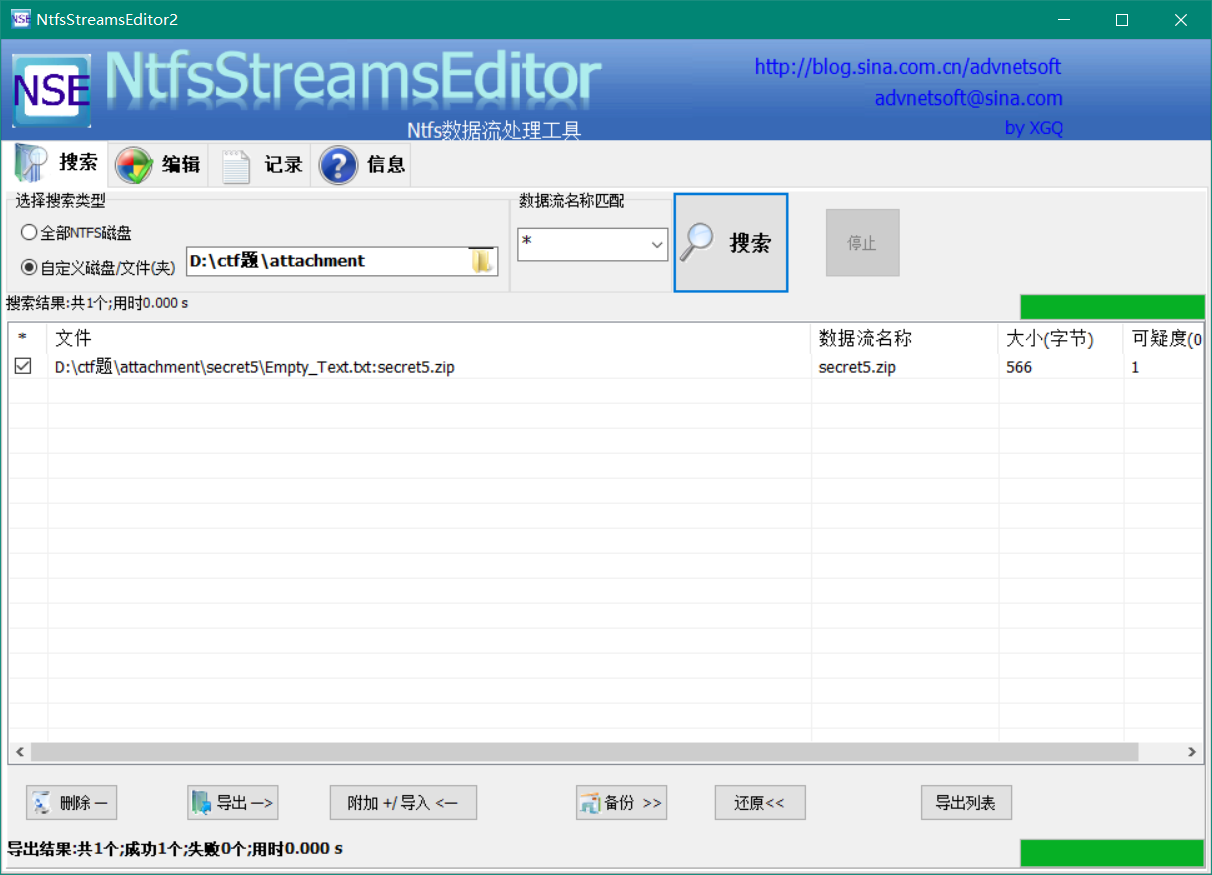 NtfsStreamsEditor2
NSE
NtfsStreamsEditor
Ntfs数据流处理工具
http://blog.sina.com.cn/advnetsoft
advnetsoft@sina.com
by XGQ
搜索 编辑 记录 信息
选择搜索类型
全部NTFS磁盘
自定义磁盘/文件(夹) D:\ctf题\attachment
数据流名称匹配
*
搜索
停止
搜索结果:共1个;用时0.000 s
* 文件 数据流名称 大小(字节) 可疑度(0
D:\ctf题\attachment\secret5\Empty_Text.txt:secret5.zip secret5.zip 566 1
删除 — 导出 —> 附加 +/导入 <— 备份 >> 还原<< 导出列表
导出结果:共1个;成功1个;失败0个;用时0.000 s